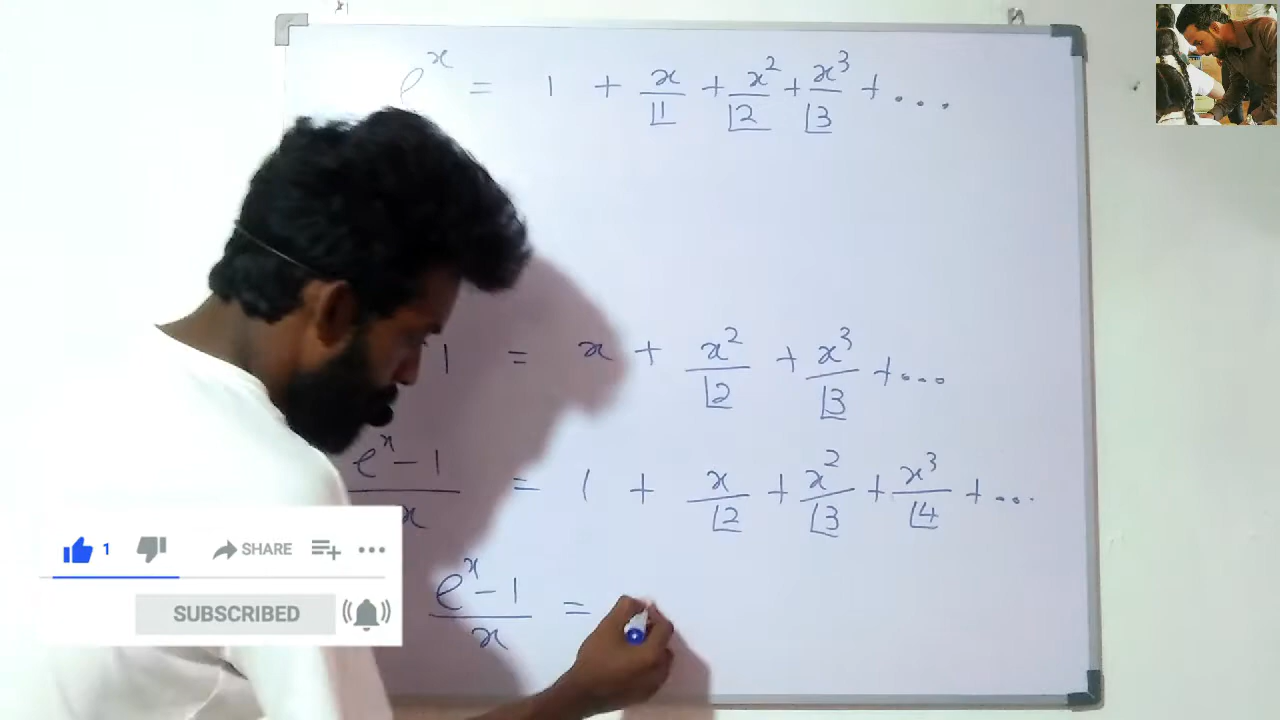 e^x = 1 + x/⌊1 + x^2/⌊2 + x^3/⌊3 + ...
1 = x + x^2/⌊2 + x^3/⌊3 + ...
e^x - 1/x = 1 + x/⌊2 + x^2/⌊3 + x^3/⌊4 + ...
1 SHARE
e^x - 1/x =
SUBSCRIBED